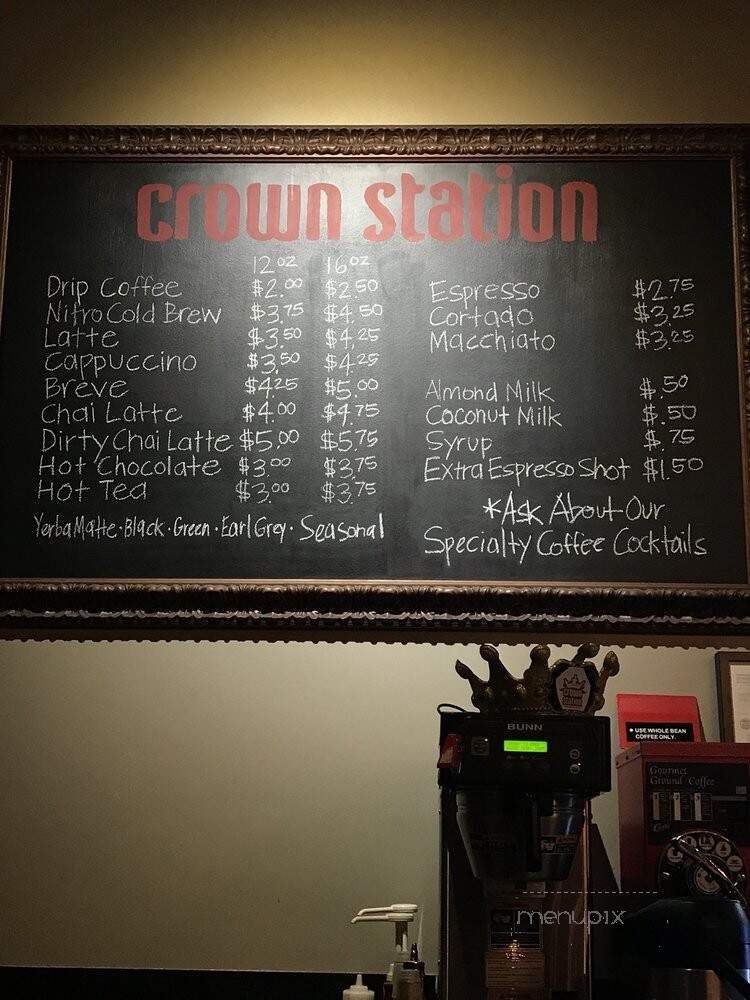 crown station
12oz 16oz
Drip Coffee $2.00 $2.50
Nitro Cold Brew $3.75 $4.50
Latte $3.50 $4.25
Cappuccino $3.50 $4.25
Breve $4.25 $5.00
Chai Latte $4.00 $4.75
Dirty Chai Latte $5.00 $5.75
Hot Chocolate $3.00 $3.75
Hot Tea $3.00 $3.75
Yerba Matte · Black · Green · Earl Grey · Seasonal
Espresso $2.75
Cortado $3.25
Macchiato $3.25
Almond Milk $.50
Coconut Milk $.50
Syrup $.75
Extra Espresso Shot $1.50
*Ask About Our
Specialty Coffee Cocktails
crown
station
BUNN
• USE WHOLE BEAN
COFFEE ONLY.
Gourmet
Ground Coffee
menupix